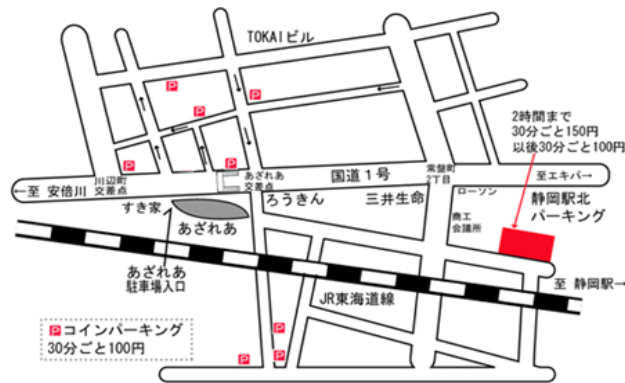 TOKAIビル
P
P
P
2時間まで
30分ごと150円
以後30分ごと100円
P
P
川辺町
交差点
←至 安倍川
あざれあ
交差点
国道1号
常盤町
2丁目
至エキパ→
すき家
あざれあ
ろうきん
三井生命
ローソン
商工
会議所
静岡駅北
パーキング
あざれあ
駐車場入口
JR東海道線
至 静岡駅→
P コインパーキング
30分ごと100円
P
P
P